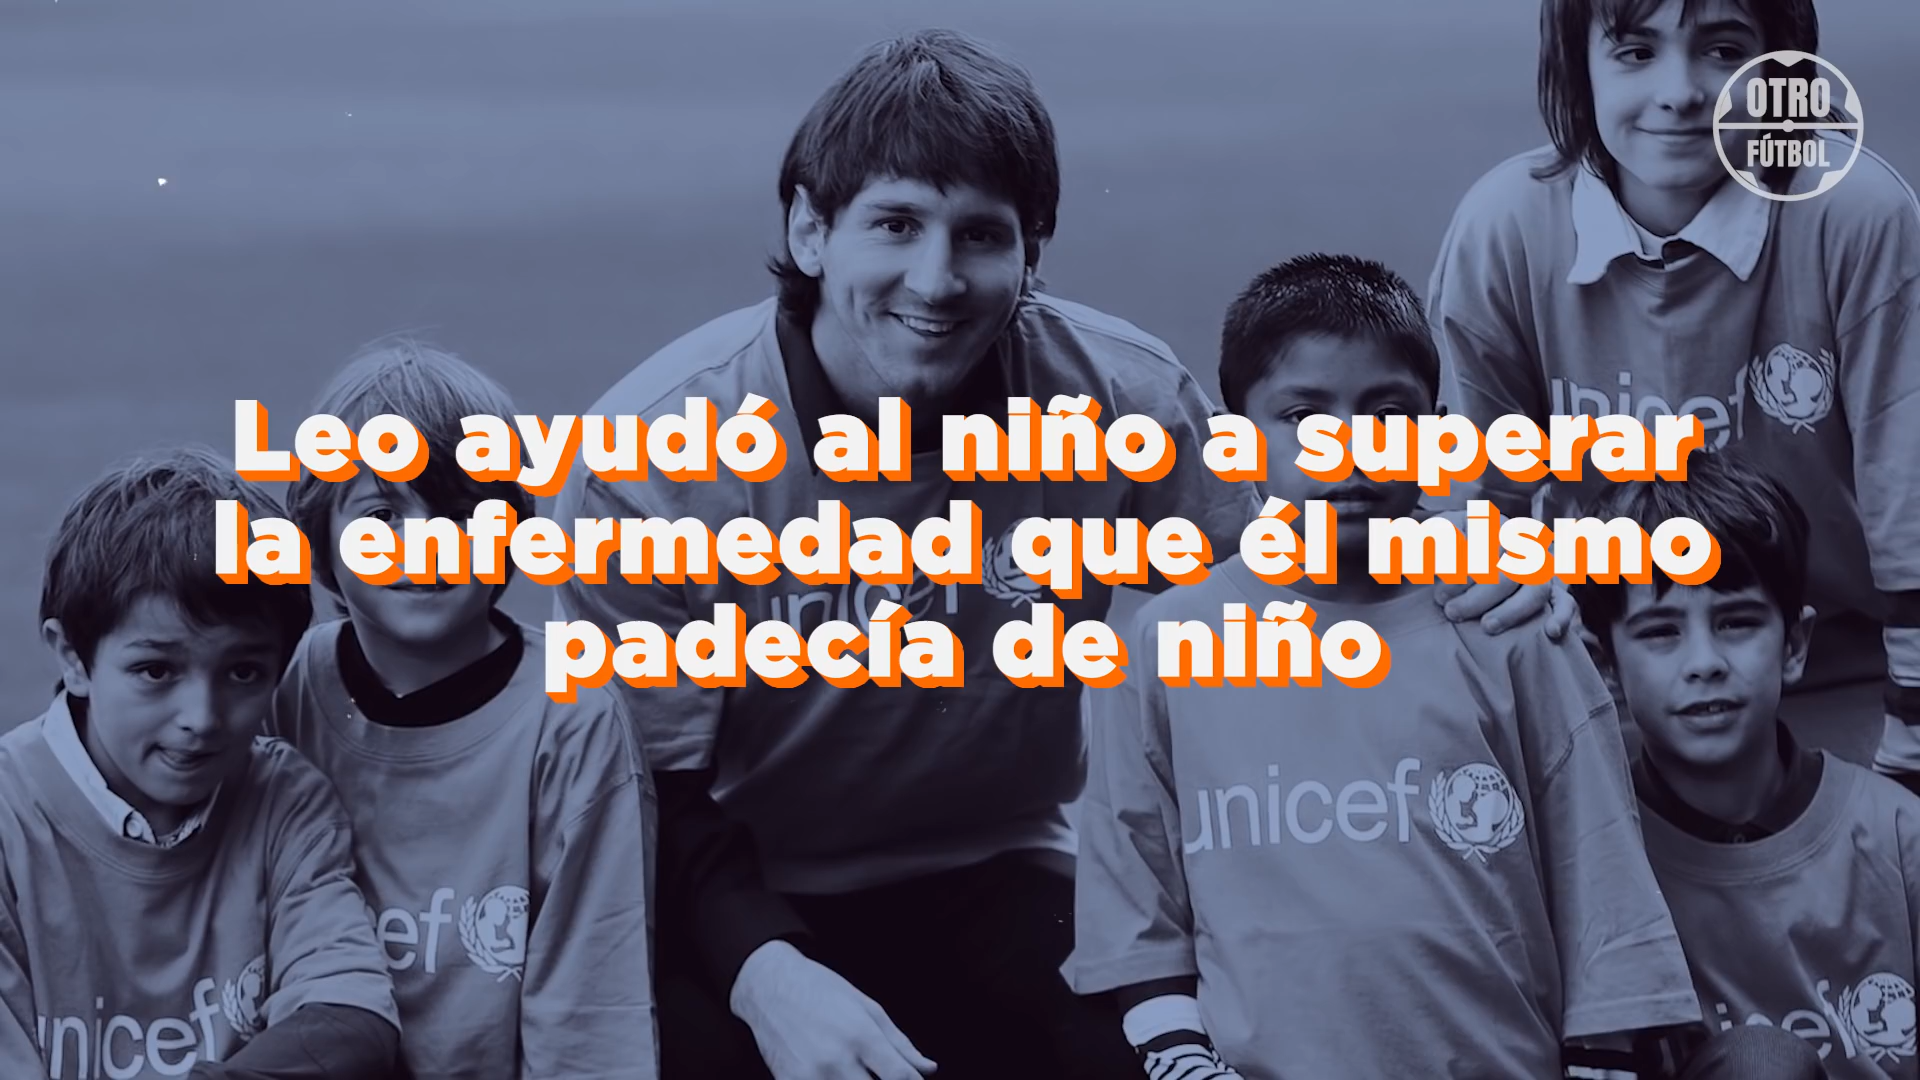 OTRO
FÚTBOL
Leo ayudó al niño a superar
la enfermedad que él mismo
padecía de niño
unicef
unicef
unicef
ef
unicef